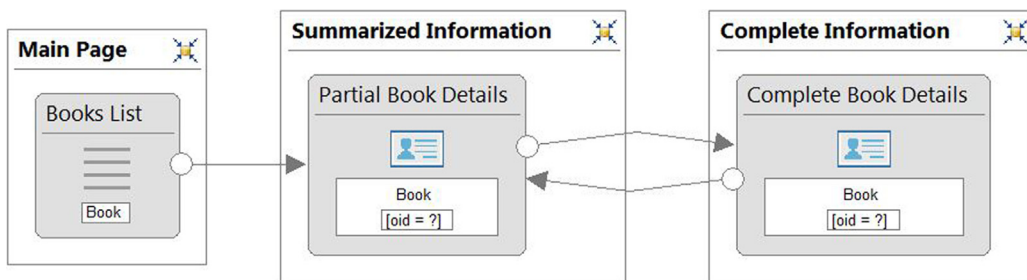 Main Page
Books List
Book
Summarized Information
Partial Book Details
Book
[oid = ?]
Complete Information
Complete Book Details
Book
[oid = ?]